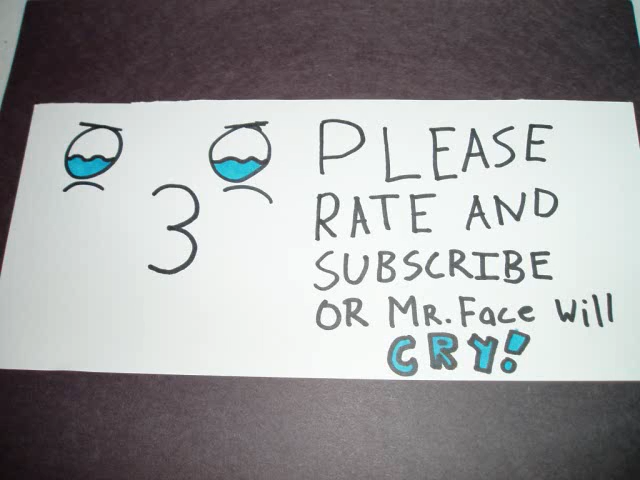 PLEASE
RATE AND
SUBSCRIBE
OR MR. Face Will
CRY!